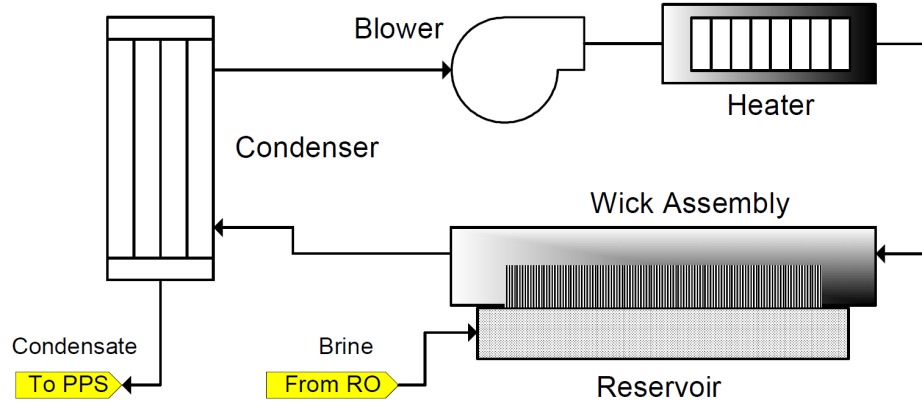 Blower
Heater
Condenser
Wick Assembly
Condensate
To PPS
Brine
From RO
Reservoir